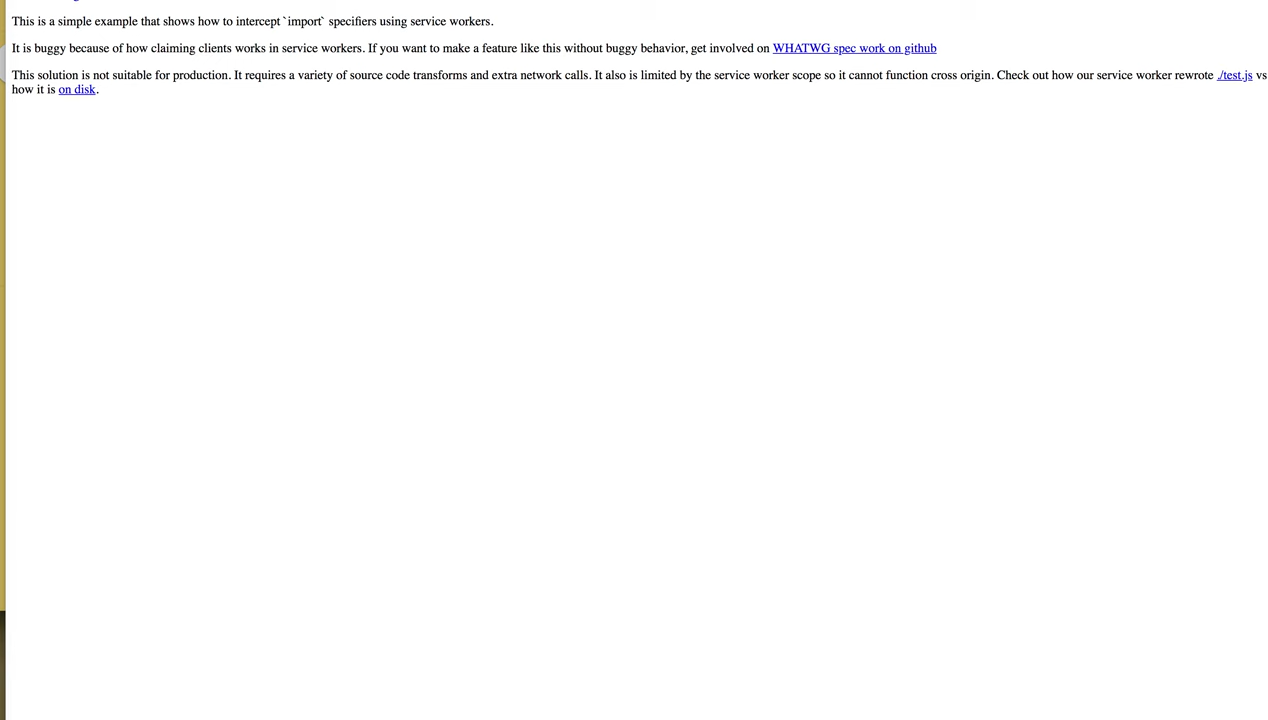 This is a simple example that shows how to intercept `import` specifiers using service workers.
It is buggy because of how claiming clients works in service workers. If you want to make a feature like this without buggy behavior, get involved on WHATWG spec work on github
This solution is not suitable for production. It requires a variety of source code transforms and extra network calls. It also is limited by the service worker scope so it cannot function cross origin. Check out how our service worker rewrote ./test.js vs
how it is on disk.